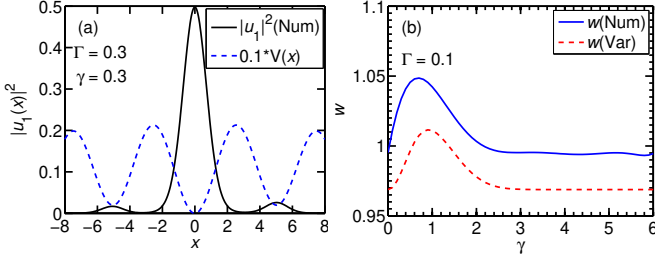 (a)
Γ = 0.3
γ = 0.3
|u₁|²(Num)
0.1*V(x)
|u₁(x)|²
0.5
0.4
0.3
0.2
0.1
0
−8 −6 −4 −2 0 2 4 6 8
x
(b)
Γ = 0.1
w(Num)
w(Var)
w
1.1
1.05
1
0.95
0 1 2 3 4 5 6
γ